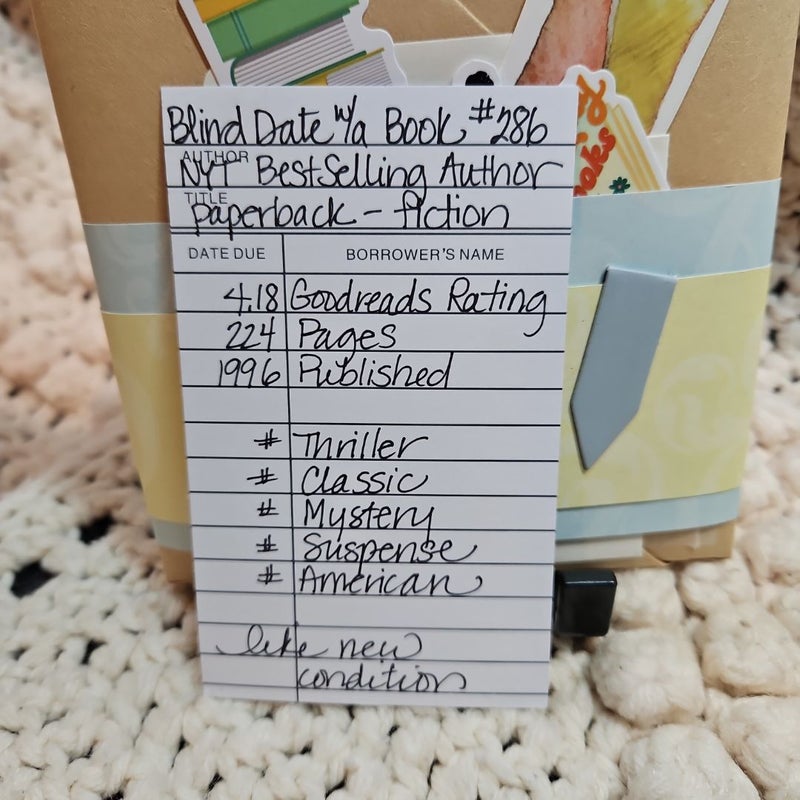 Blind Date w/a Book #286
AUTHOR
NYT BestSelling Author
TITLE
paperback - fiction
DATE DUE BORROWER'S NAME
4.18 Goodreads Rating
224 Pages
1996 Published
# Thriller
# Classic
# Mystery
# Suspense
# American
like new
condition